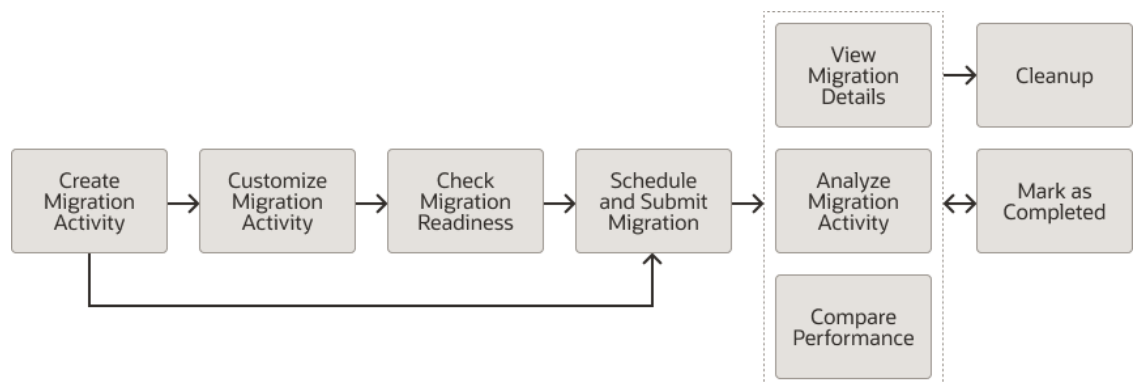 Create
Migration
Activity
Customize
Migration
Activity
Check
Migration
Readiness
Schedule
and Submit
Migration
View
Migration
Details
Analyze
Migration
Activity
Compare
Performance
Cleanup
Mark as
Completed